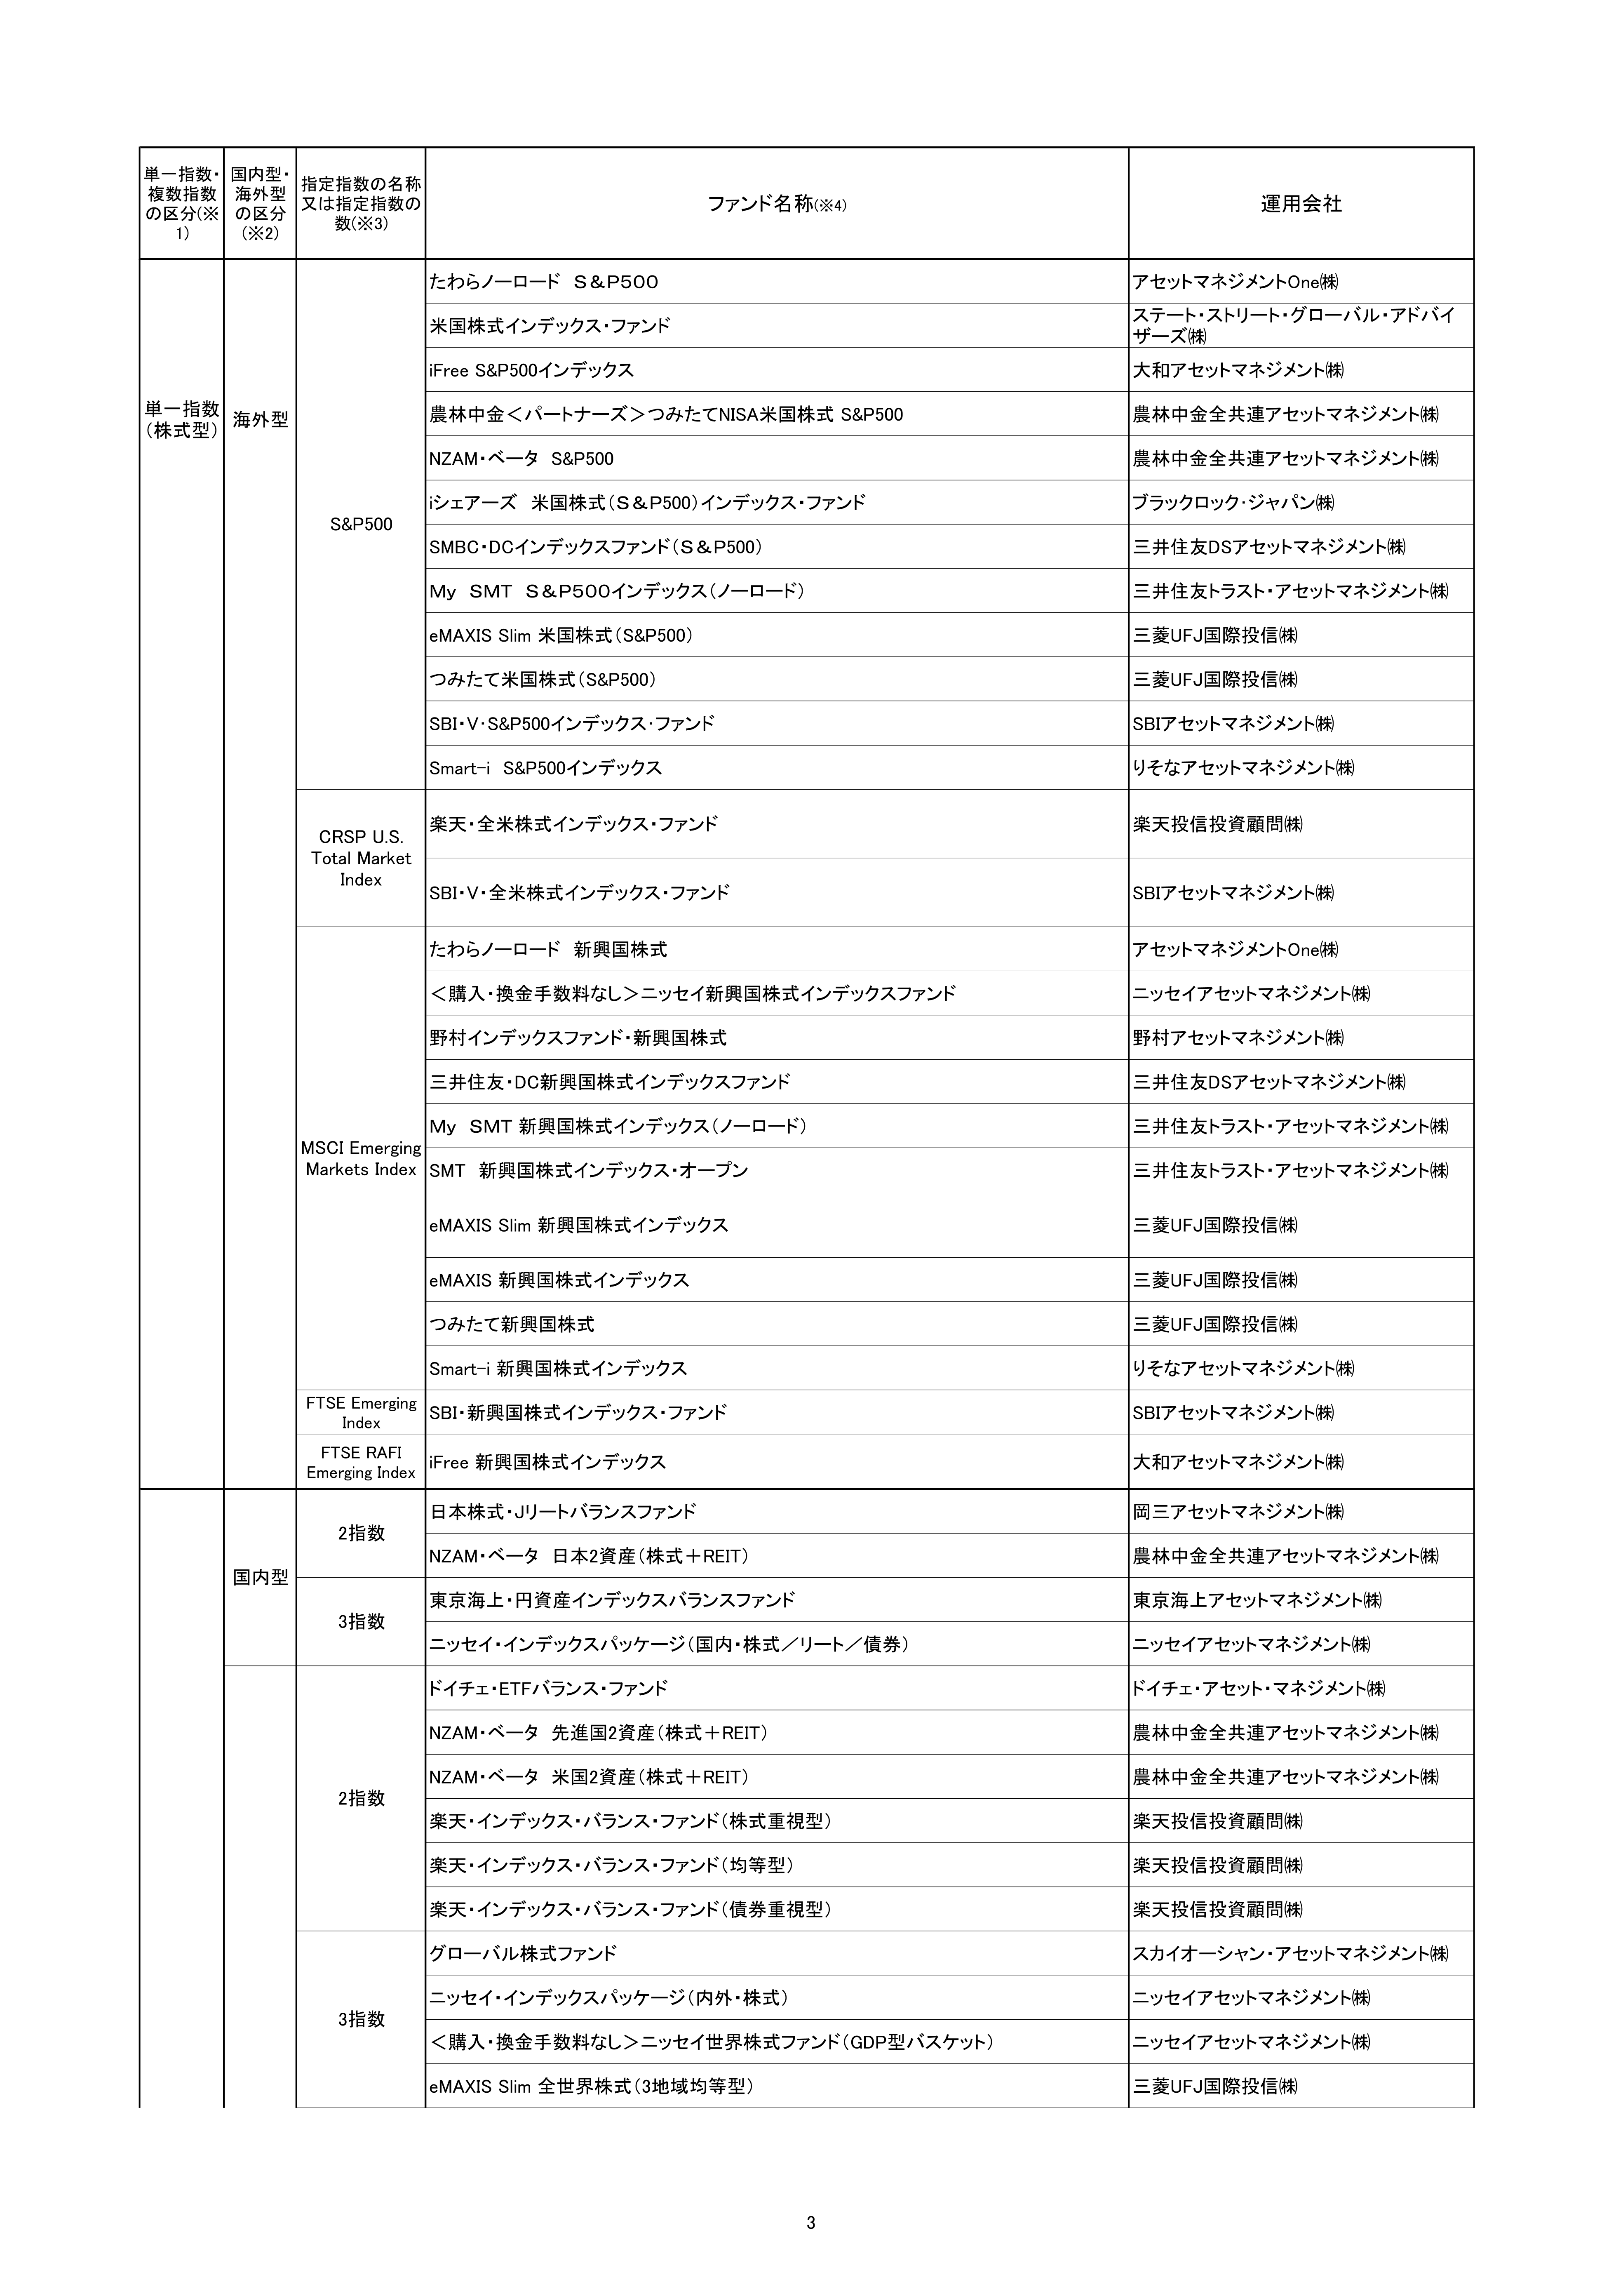 単一指数・
複数指数
の区分(※
1)
国内型・
海外型
の区分
(※2)
指定指数の名称
又は指定指数の
数(※3)
ファンド名称(※4)
運用会社
単一指数
(株式型)
海外型
S&P500
たわらノーロード　S＆P500
アセットマネジメントOne㈱
米国株式インデックス・ファンド
ステート・ストリート・グローバル・アドバイ
ザーズ㈱
iFree S&P500インデックス
大和アセットマネジメント㈱
農林中金＜パートナーズ＞つみたてNISA米国株式 S&P500
農林中金全共連アセットマネジメント㈱
NZAM・ベータ　S&P500
農林中金全共連アセットマネジメント㈱
iシェアーズ　米国株式(S＆P500)インデックス・ファンド
ブラックロック・ジャパン㈱
SMBC・DCインデックスファンド(S＆P500)
三井住友DSアセットマネジメント㈱
My　SMT　S＆P500インデックス(ノーロード)
三井住友トラスト・アセットマネジメント㈱
eMAXIS Slim 米国株式(S&P500)
三菱UFJ国際投信㈱
つみたて米国株式(S&P500)
三菱UFJ国際投信㈱
SBI・V・S&P500インデックス・ファンド
SBIアセットマネジメント㈱
Smart-i　S&P500インデックス
りそなアセットマネジメント㈱
CRSP U.S.
Total Market
Index
楽天・全米株式インデックス・ファンド
楽天投信投資顧問㈱
SBI・V・全米株式インデックス・ファンド
SBIアセットマネジメント㈱
MSCI Emerging
Markets Index
たわらノーロード　新興国株式
アセットマネジメントOne㈱
＜購入・換金手数料なし＞ニッセイ新興国株式インデックスファンド
ニッセイアセットマネジメント㈱
野村インデックスファンド・新興国株式
野村アセットマネジメント㈱
三井住友・DC新興国株式インデックスファンド
三井住友DSアセットマネジメント㈱
My　SMT 新興国株式インデックス(ノーロード)
三井住友トラスト・アセットマネジメント㈱
SMT　新興国株式インデックス・オープン
三井住友トラスト・アセットマネジメント㈱
eMAXIS Slim 新興国株式インデックス
三菱UFJ国際投信㈱
eMAXIS 新興国株式インデックス
三菱UFJ国際投信㈱
つみたて新興国株式
三菱UFJ国際投信㈱
Smart-i 新興国株式インデックス
りそなアセットマネジメント㈱
FTSE Emerging
Index
SBI・新興国株式インデックス・ファンド
SBIアセットマネジメント㈱
FTSE RAFI
Emerging Index
iFree 新興国株式インデックス
大和アセットマネジメント㈱
国内型
2指数
日本株式・Jリートバランスファンド
岡三アセットマネジメント㈱
NZAM・ベータ　日本2資産(株式＋REIT)
農林中金全共連アセットマネジメント㈱
3指数
東京海上・円資産インデックスバランスファンド
東京海上アセットマネジメント㈱
ニッセイ・インデックスパッケージ(国内・株式／リート／債券)
ニッセイアセットマネジメント㈱
2指数
ドイチェ・ETFバランス・ファンド
ドイチェ・アセット・マネジメント㈱
NZAM・ベータ　先進国2資産(株式＋REIT)
農林中金全共連アセットマネジメント㈱
NZAM・ベータ　米国2資産(株式＋REIT)
農林中金全共連アセットマネジメント㈱
楽天・インデックス・バランス・ファンド(株式重視型)
楽天投信投資顧問㈱
楽天・インデックス・バランス・ファンド(均等型)
楽天投信投資顧問㈱
楽天・インデックス・バランス・ファンド(債券重視型)
楽天投信投資顧問㈱
3指数
グローバル株式ファンド
スカイオーシャン・アセットマネジメント㈱
ニッセイ・インデックスパッケージ(内外・株式)
ニッセイアセットマネジメント㈱
＜購入・換金手数料なし＞ニッセイ世界株式ファンド(GDP型バスケット)
ニッセイアセットマネジメント㈱
eMAXIS Slim 全世界株式(3地域均等型)
三菱UFJ国際投信㈱
3